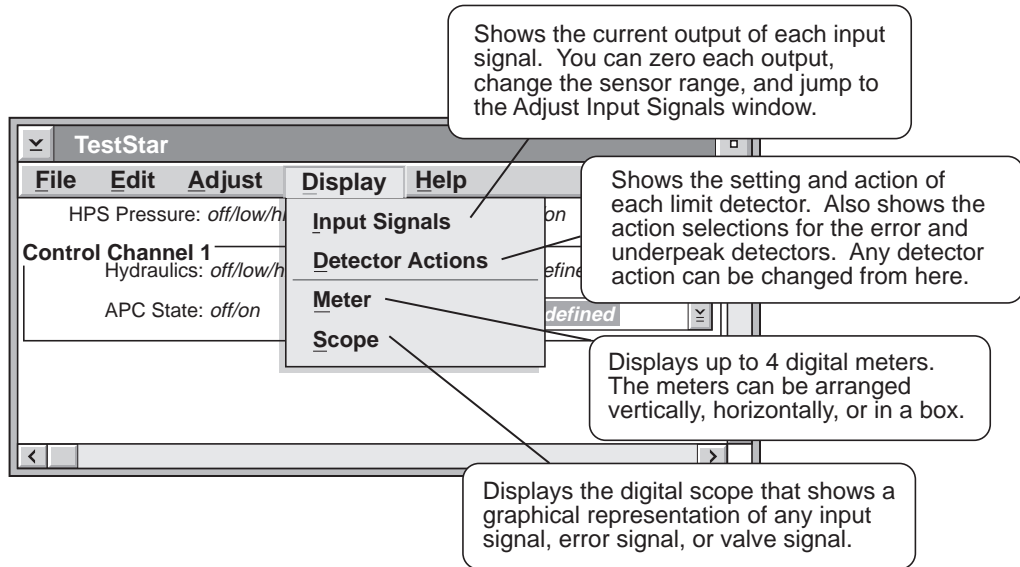 Shows the current output of each input
signal. You can zero each output,
change the sensor range, and jump to
the Adjust Input Signals window.
TestStar
File Edit Adjust Display Help
HPS Pressure: off/low/hi
on
Input Signals
Shows the setting and action of
each limit detector. Also shows the
action selections for the error and
underpeak detectors. Any detector
action can be changed from here.
Control Channel 1
Hydraulics: off/low/h
Detector Actions
APC State: off/on
Meter
defined
Scope
Displays up to 4 digital meters.
The meters can be arranged
vertically, horizontally, or in a box.
Displays the digital scope that shows a
graphical representation of any input
signal, error signal, or valve signal.